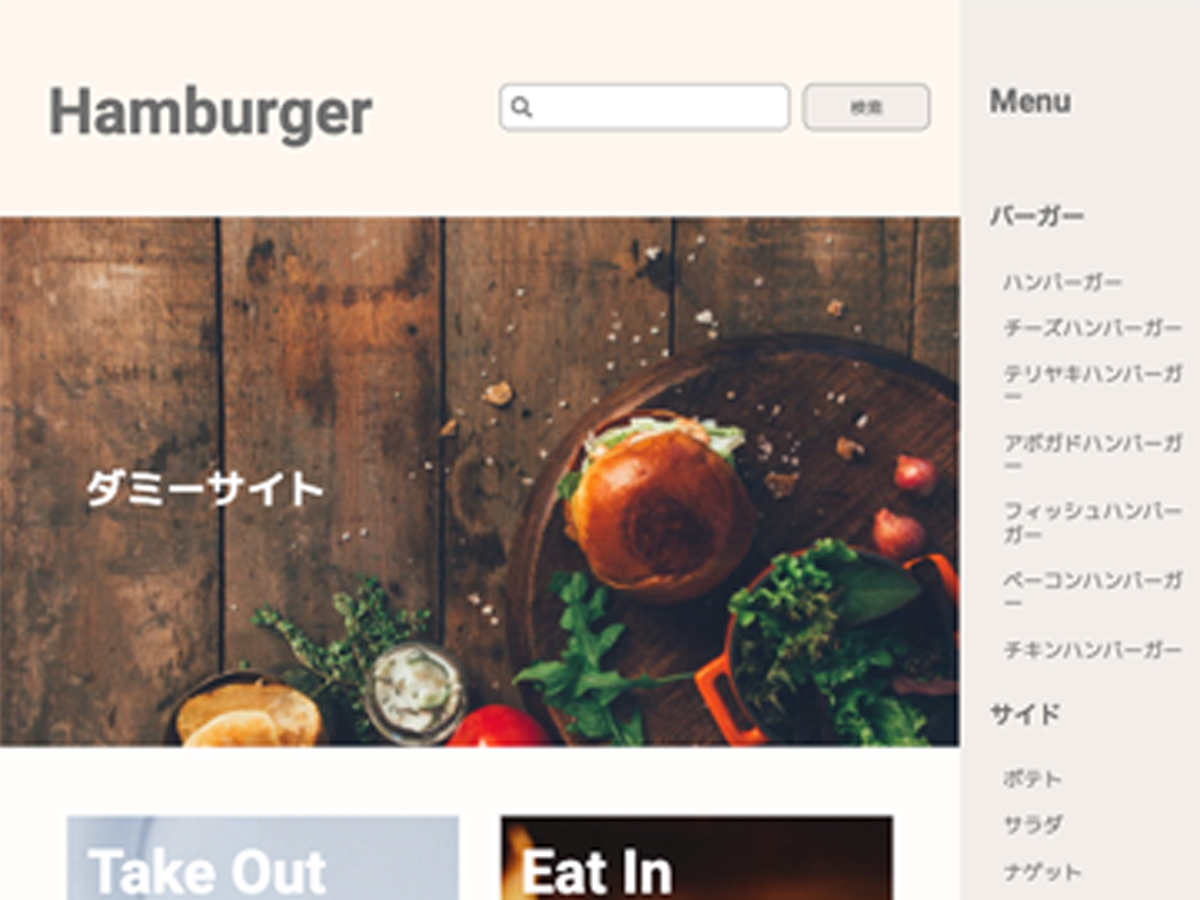 Hamburger
検索
ダミーサイト
Take Out
Eat In
Menu
バーガー
ハンバーガー
チーズハンバーガー
テリヤキハンバーガ
ー
アボガドハンバーガ
ー
フィッシュハンバー
ガー
ベーコンハンバーガ
ー
チキンハンバーガー
サイド
ポテト
サラダ
ナゲット